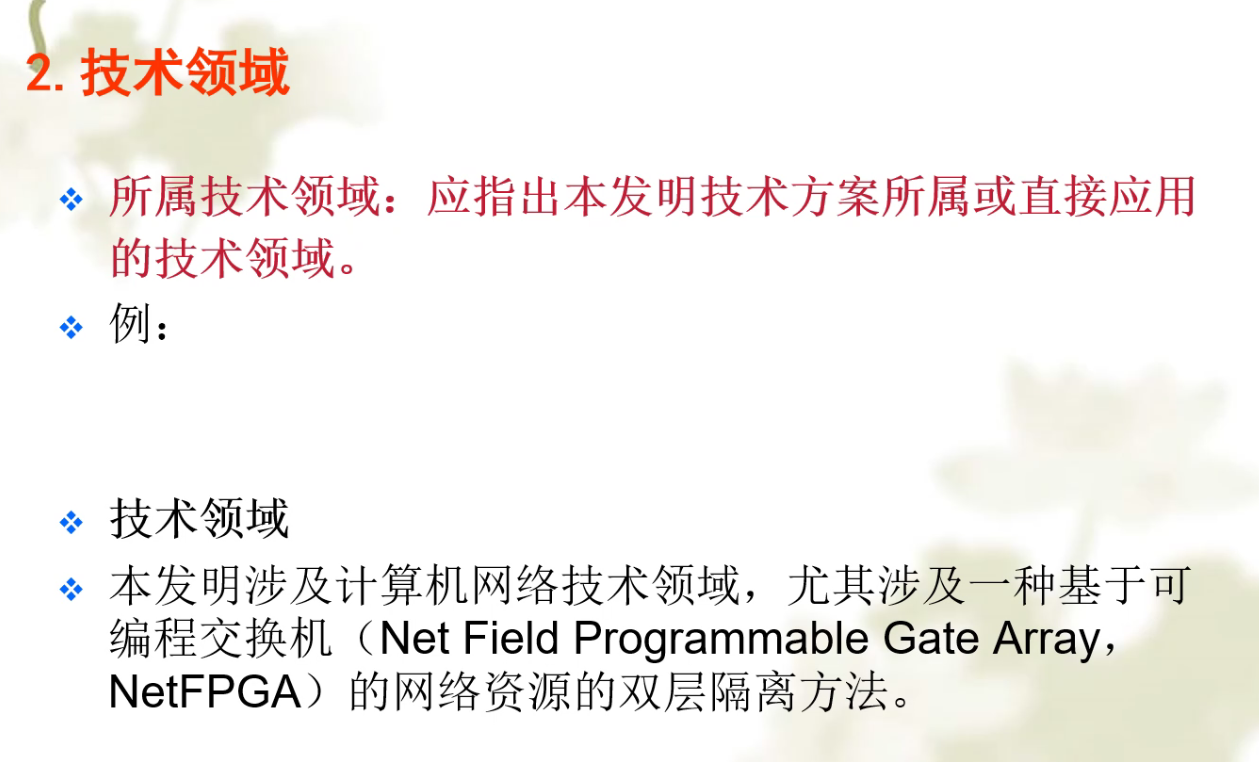 2. 技术领域
所属技术领域：应指出本发明技术方案所属或直接应用
的技术领域。
例：
技术领域
本发明涉及计算机网络技术领域，尤其涉及一种基于可
编程交换机（Net Field Programmable Gate Array，
NetFPGA）的网络资源的双层隔离方法。